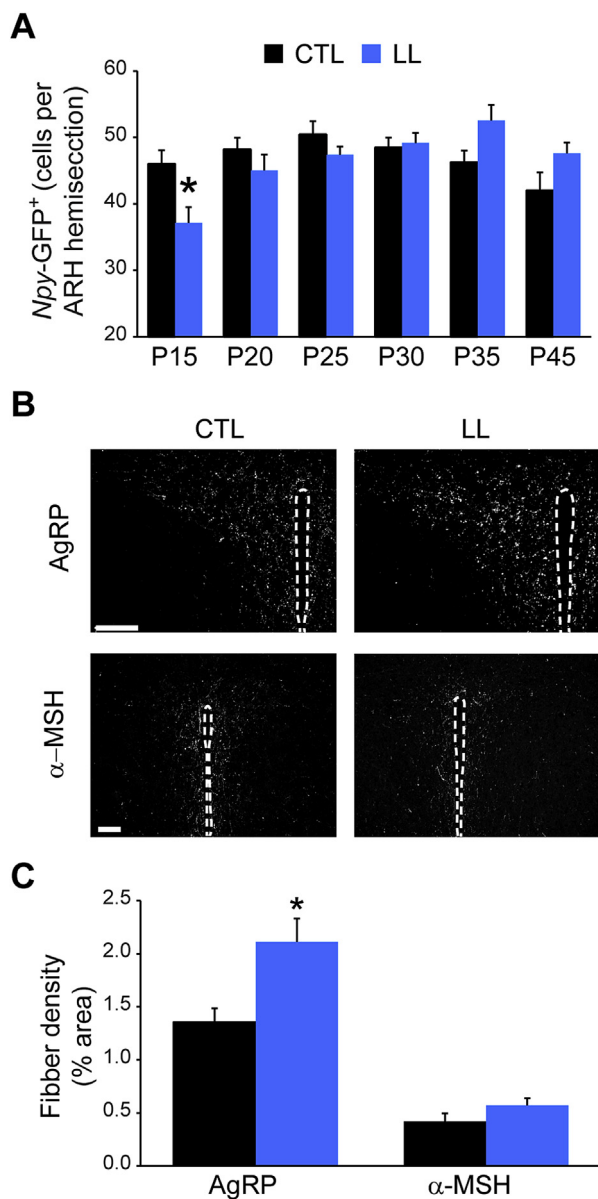 A
CTL LL
Npy-GFP+ (cells per
ARH hemisecction)
60
50
40
30
20
*
P15 P20 P25 P30 P35 P45
B
CTL LL
AgRP
α–MSH
C
Fibber density
(% area)
2.5
2.0
1.5
1.0
0.5
0.0
*
AgRP α-MSH